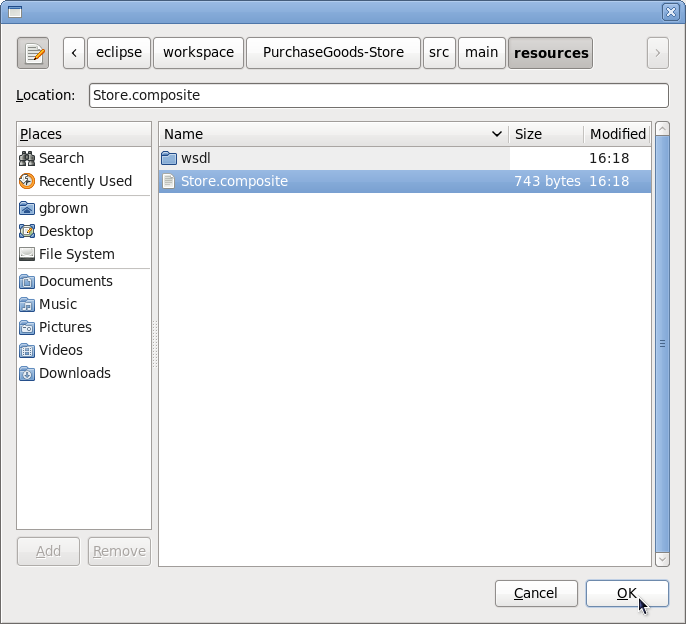 < eclipse workspace PurchaseGoods-Store src main resources >
Location: Store.composite
Places Name Size Modified
Search wsdl 16:18
Recently Used Store.composite 743 bytes 16:18
gbrown
Desktop
File System
Documents
Music
Pictures
Videos
Downloads
Add Remove
Cancel OK